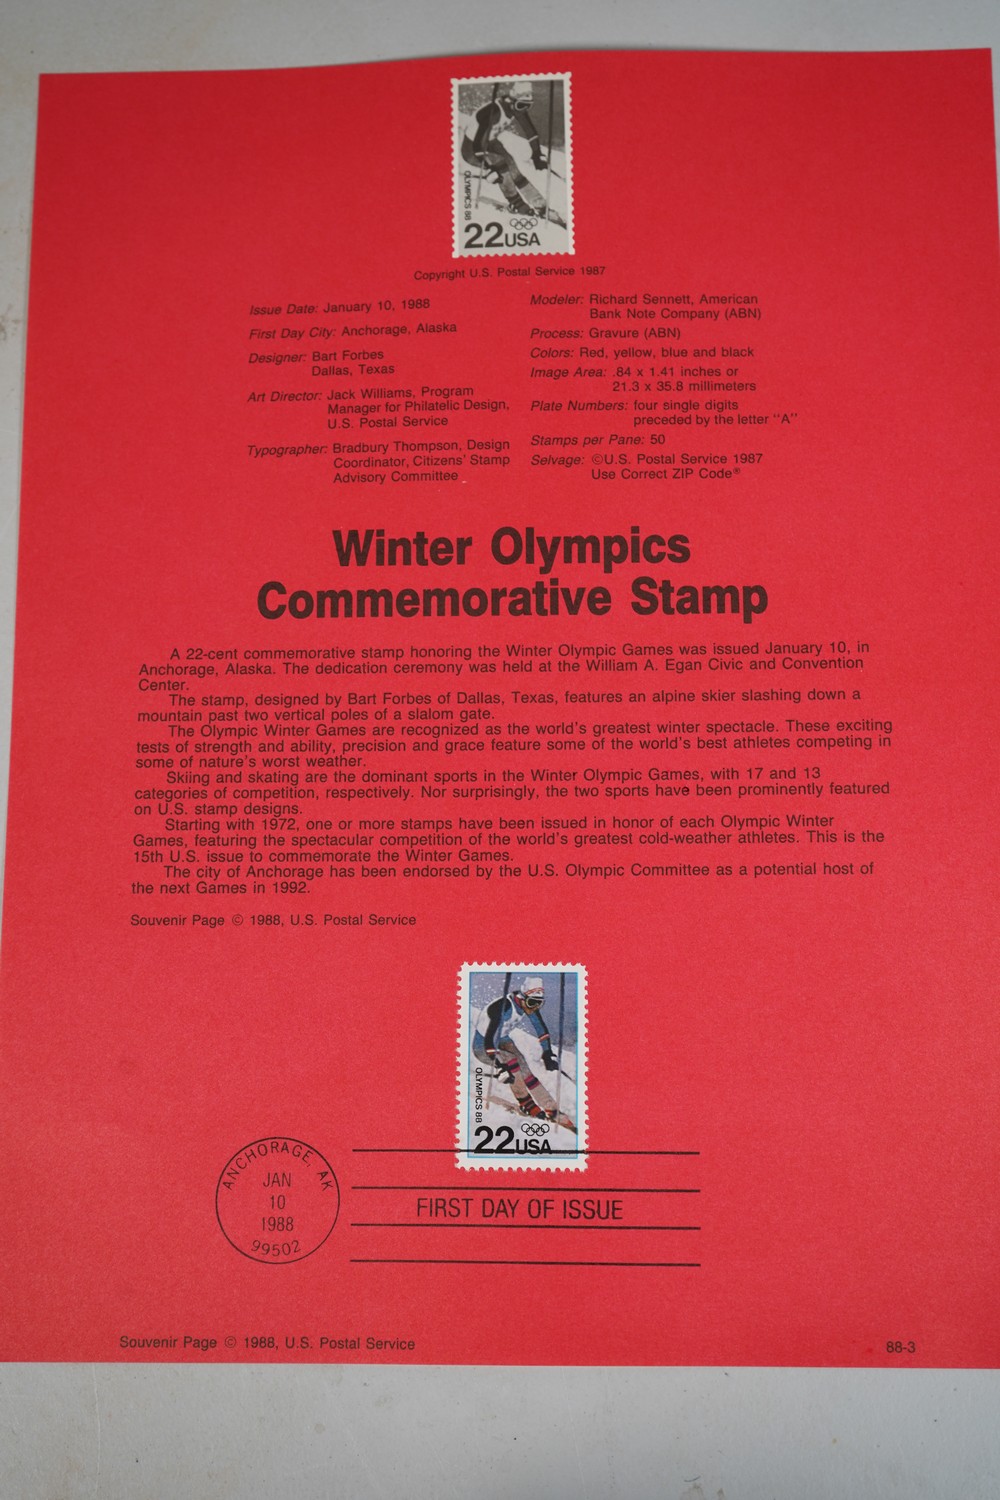 OLYMPICS 88
22USA
Copyright U.S. Postal Service 1987
Issue Date: January 10, 1988
First Day City: Anchorage, Alaska
Designer: Bart Forbes
Dallas, Texas
Art Director: Jack Williams, Program
Manager for Philatelic Design,
U.S. Postal Service
Typographer: Bradbury Thompson, Design
Coordinator, Citizens' Stamp
Advisory Committee
Modeler: Richard Sennett, American
Bank Note Company (ABN)
Process: Gravure (ABN)
Colors: Red, yellow, blue and black
Image Area: .84 x 1.41 inches or
21.3 x 35.8 millimeters
Plate Numbers: four single digits
preceded by the letter "A"
Stamps per Pane: 50
Selvage: ©U.S. Postal Service 1987
Use Correct ZIP Code®
Winter Olympics
Commemorative Stamp
A 22-cent commemorative stamp honoring the Winter Olympic Games was issued January 10, in
Anchorage, Alaska. The dedication ceremony was held at the William A. Egan Civic and Convention
Center.
The stamp, designed by Bart Forbes of Dallas, Texas, features an alpine skier slashing down a
mountain past two vertical poles of a slalom gate.
The Olympic Winter Games are recognized as the world's greatest winter spectacle. These exciting
tests of strength and ability, precision and grace feature some of the world's best athletes competing in
some of nature's worst weather.
Skiing and skating are the dominant sports in the Winter Olympic Games, with 17 and 13
categories of competition, respectively. Nor surprisingly, the two sports have been prominently featured
on U.S. stamp designs.
Starting with 1972, one or more stamps have been issued in honor of each Olympic Winter
Games, featuring the spectacular competition of the world's greatest cold-weather athletes. This is the
15th U.S. issue to commemorate the Winter Games.
The city of Anchorage has been endorsed by the U.S. Olympic Committee as a potential host of
the next Games in 1992.
Souvenir Page © 1988, U.S. Postal Service
OLYMPICS 88
22USA
ANCHORAGE, AK
JAN
10
1988
99502
FIRST DAY OF ISSUE
Souvenir Page © 1988, U.S. Postal Service
88-3